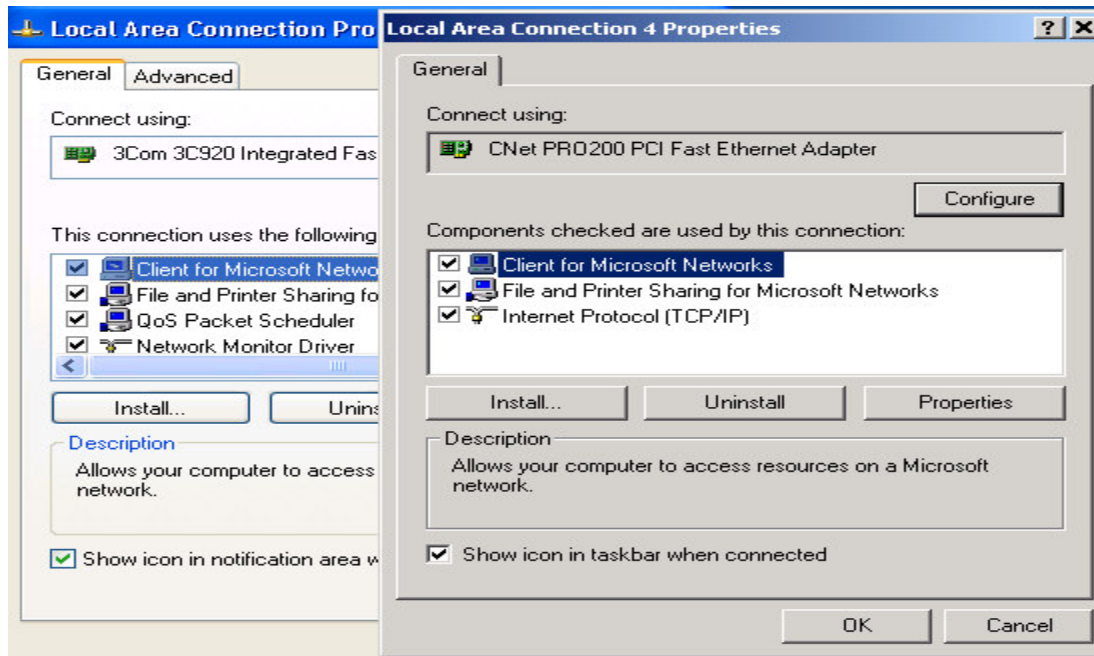 Local Area Connection Pro
General
Advanced
Connect using:
3Com 3C920 Integrated Fas
This connection uses the following
Client for Microsoft Netwo
File and Printer Sharing fo
QoS Packet Scheduler
Network Monitor Driver
Install...
Unins
Description
Allows your computer to access
network.
Show icon in notification area w
Local Area Connection 4 Properties
General
Connect using:
CNet PRO200 PCI Fast Ethernet Adapter
Configure
Components checked are used by this connection:
Client for Microsoft Networks
File and Printer Sharing for Microsoft Networks
Internet Protocol (TCP/IP)
Install...
Uninstall
Properties
Description
Allows your computer to access resources on a Microsoft
network.
Show icon in taskbar when connected
OK
Cancel